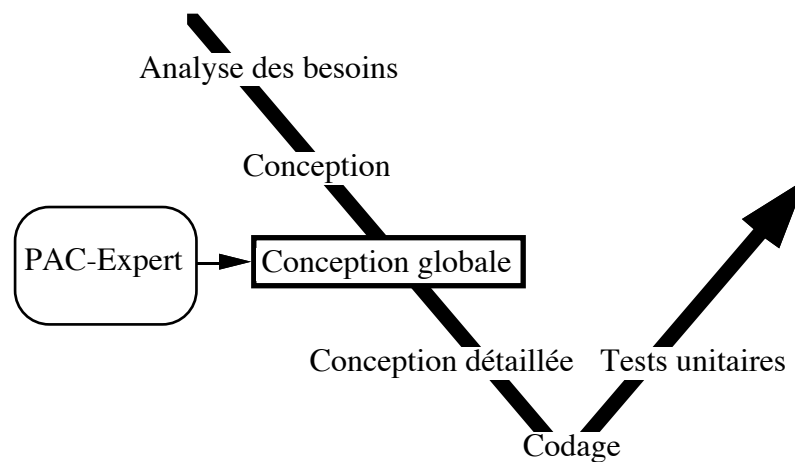 Analyse des besoins
Conception
PAC-Expert
Conception globale
Conception détaillée
Tests unitaires
Codage